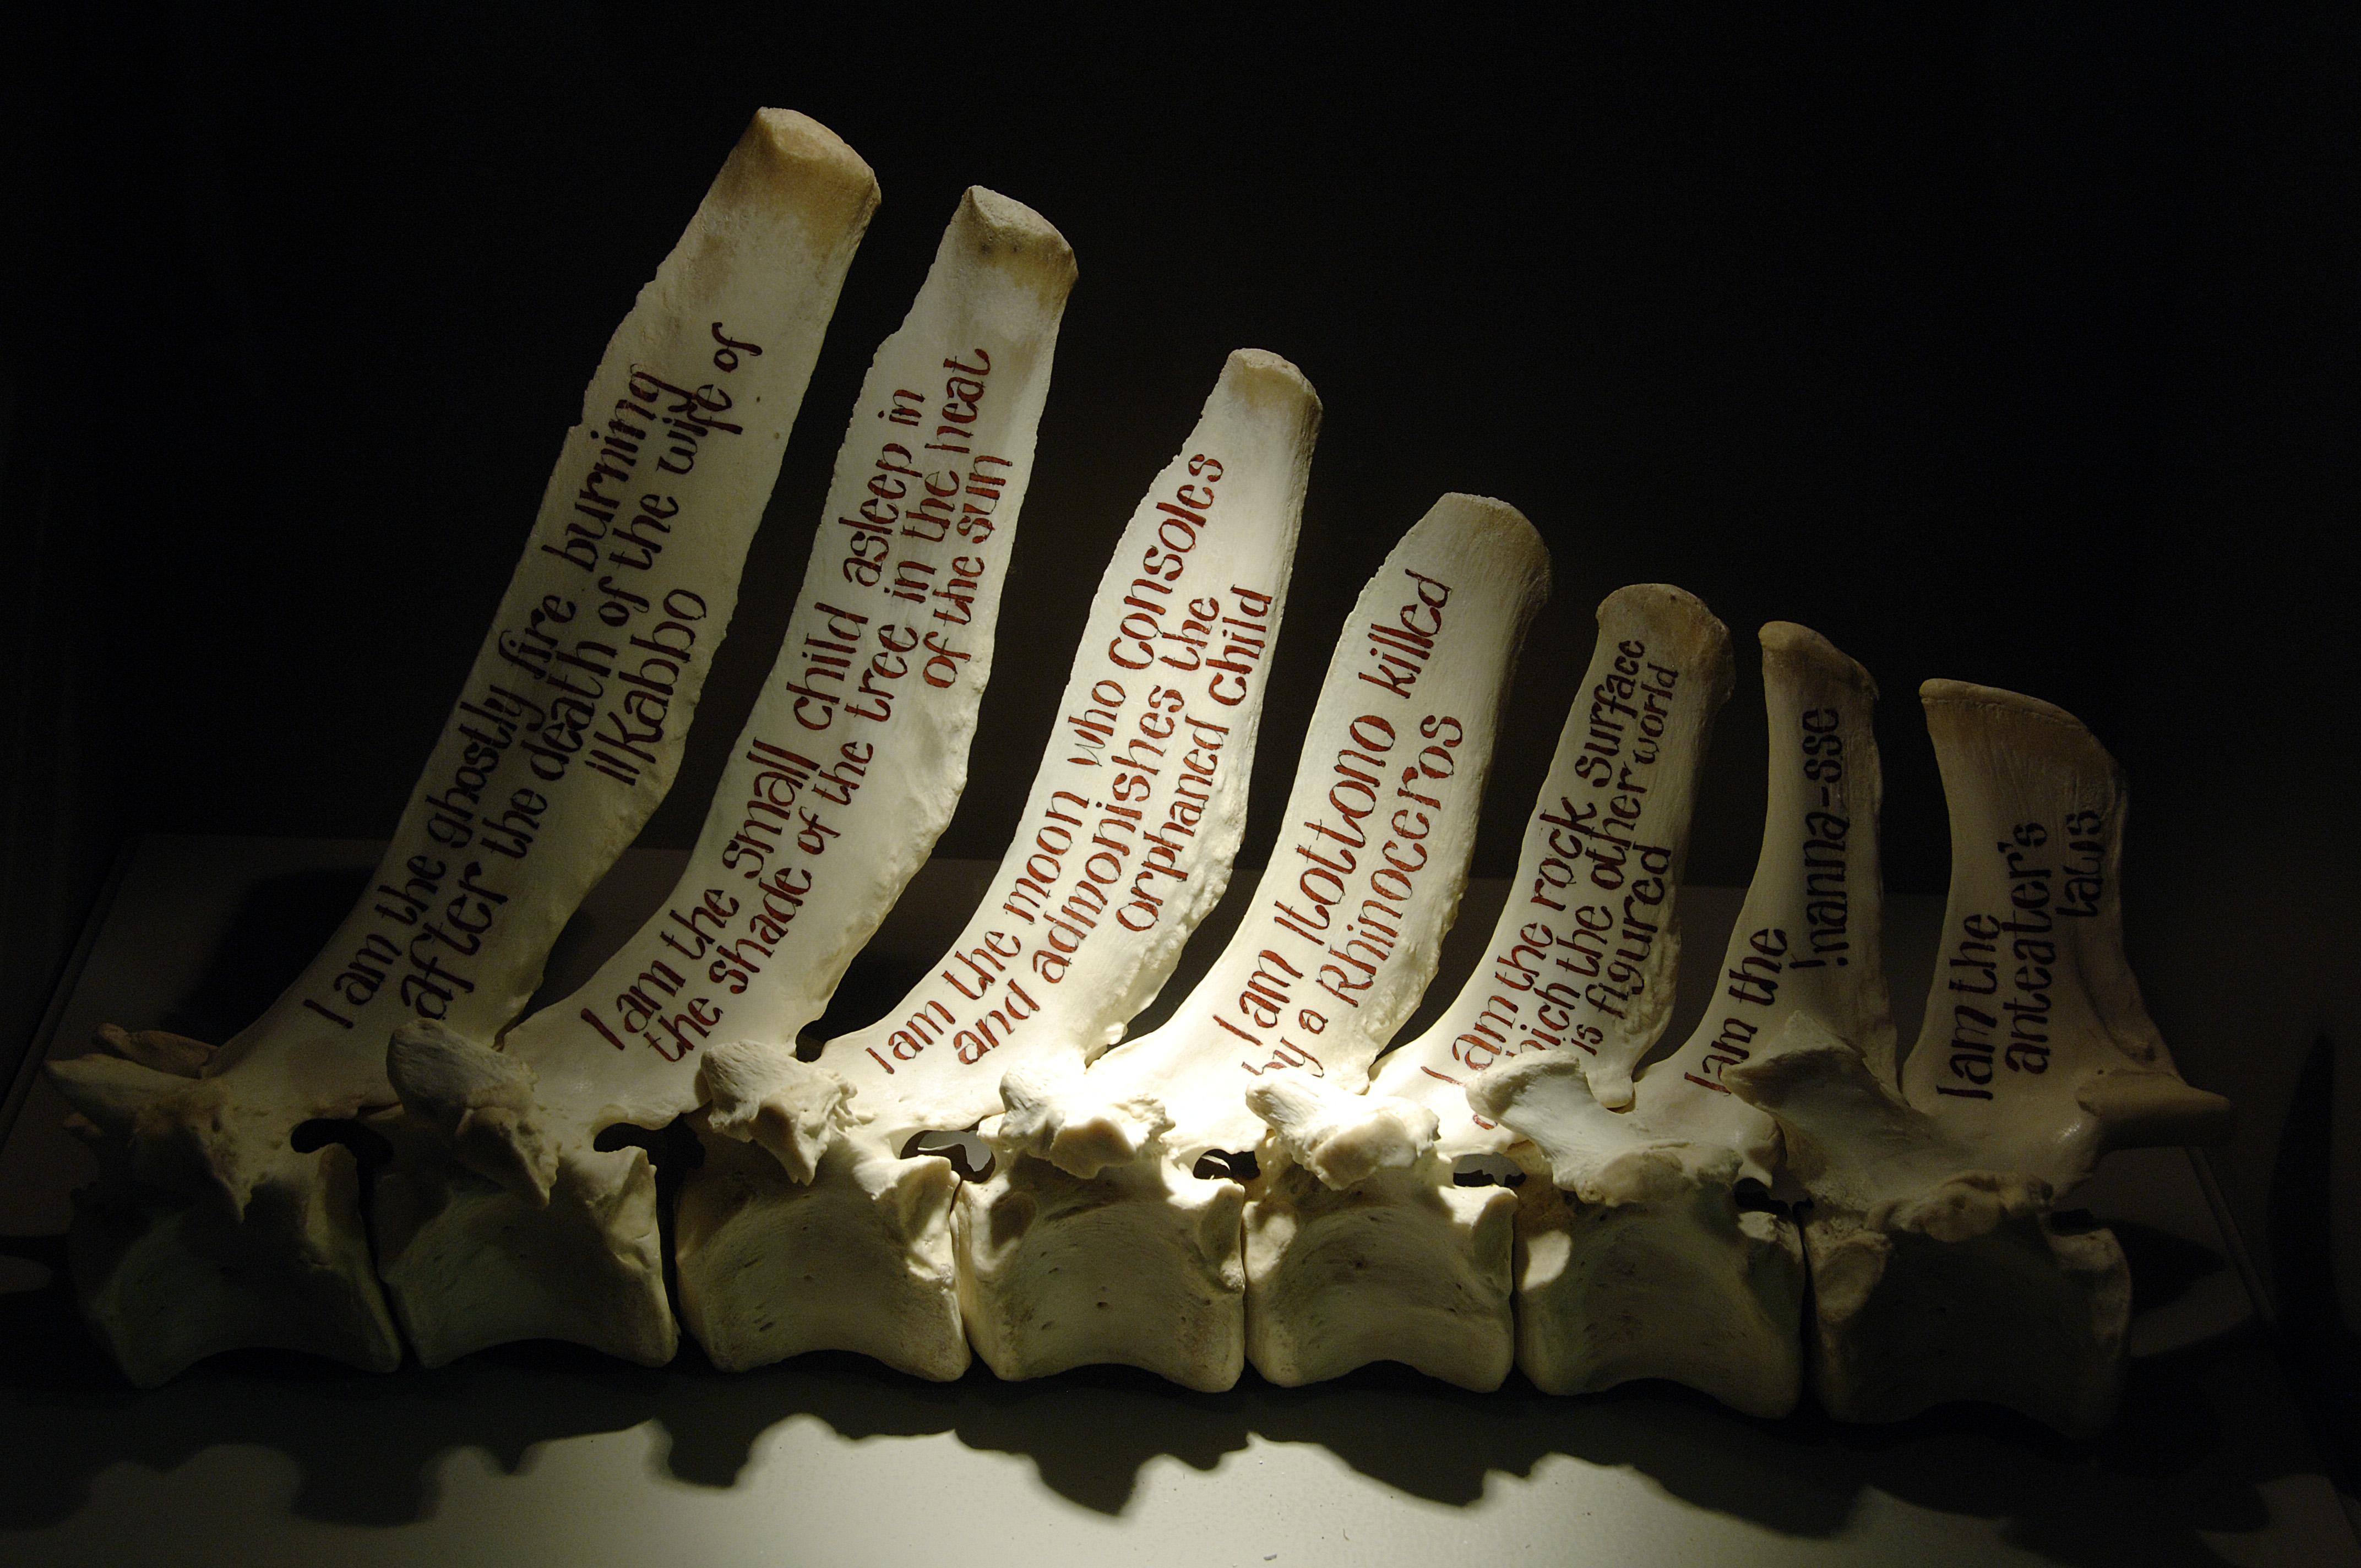 I am the ghostly fire burning
after the death of the wife of
||Kabbo
I am the small child asleep in
the shade of the tree in the heat
of the sun
I am the moon who consoles
and admonishes the
orphaned child
I am ltottono killed
by a Rhinoceros
I am the rock surface
hich the other world
is figured
I am the
!nanna-sse
I am the
anteater's
laws